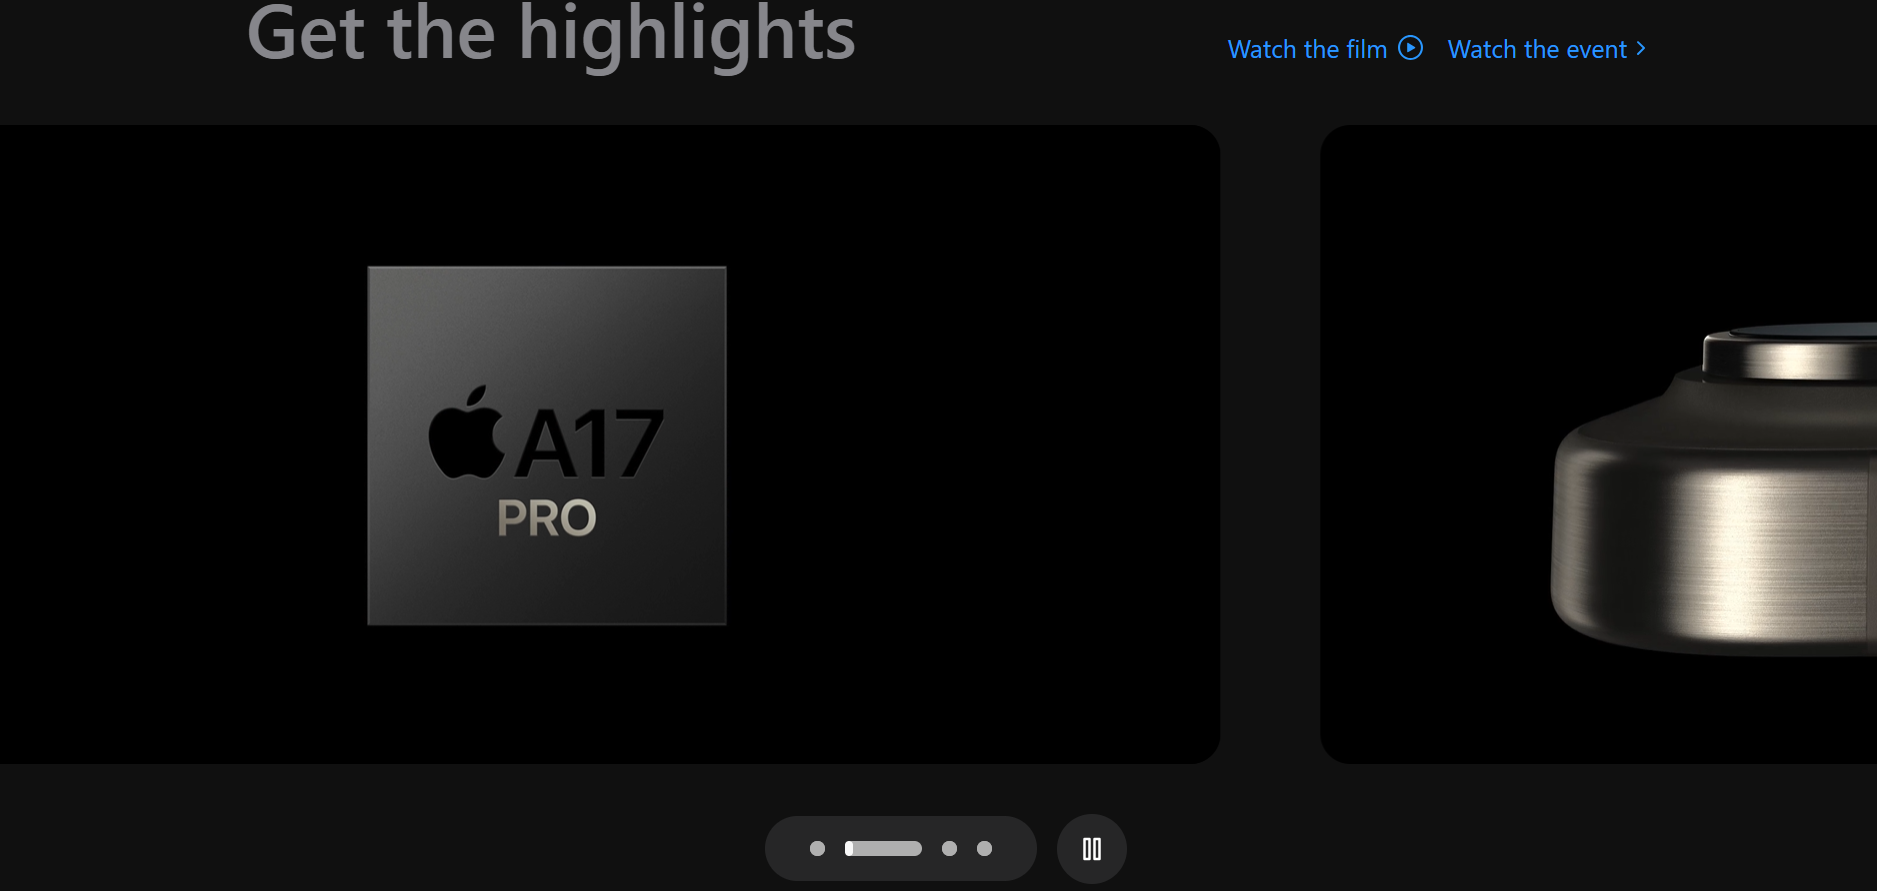 Get the highlights
Watch the film
Watch the event
A17
PRO